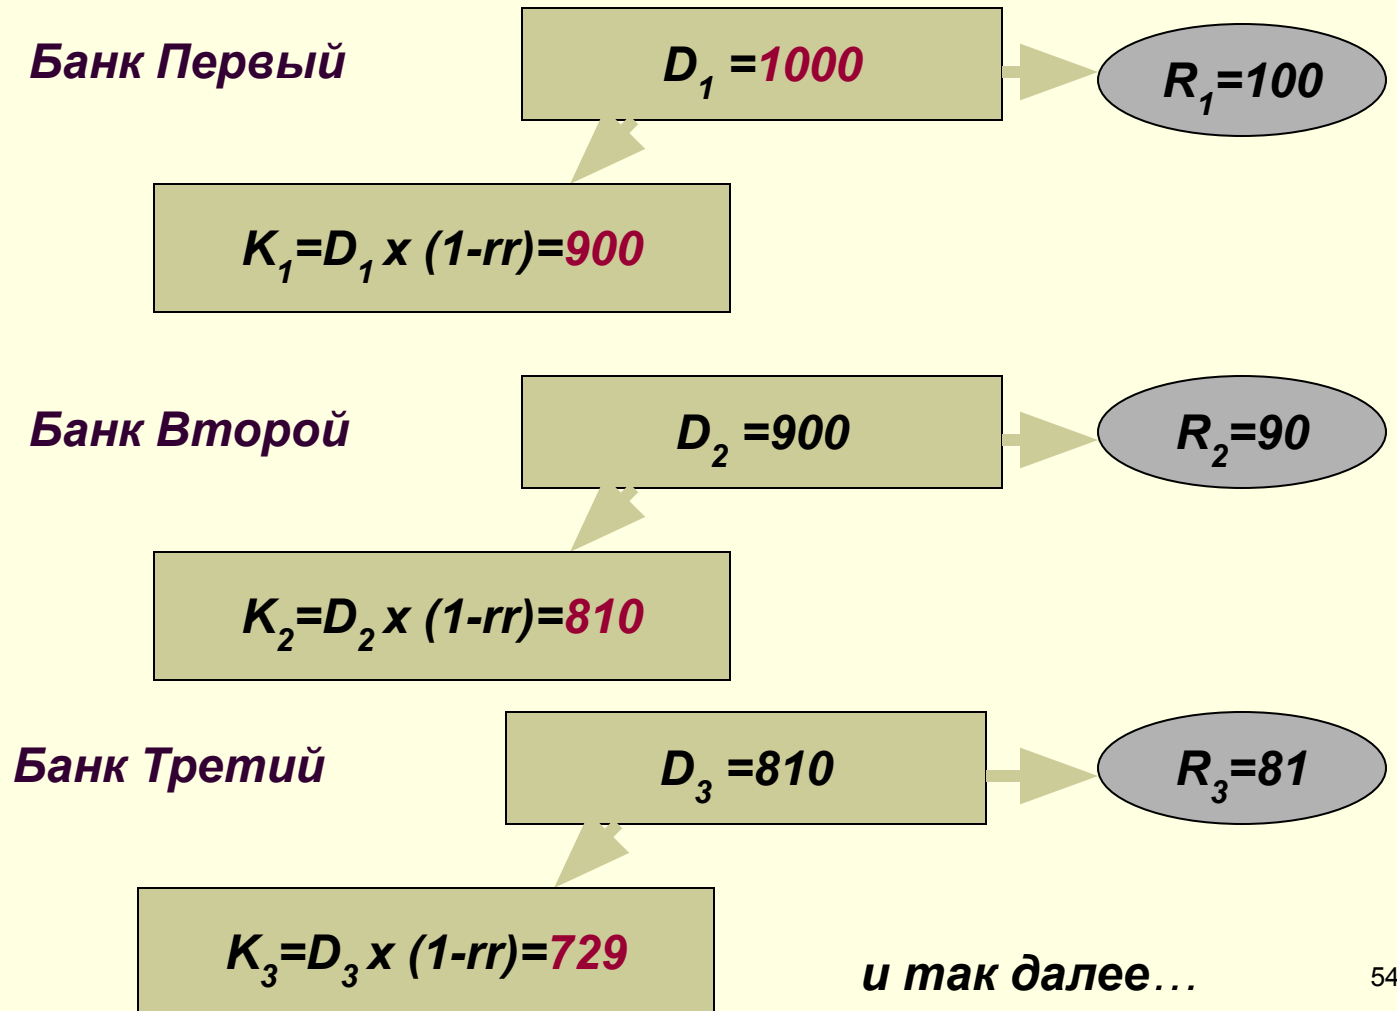 Банк Первый
D1 =1000
R1=100
K1=D1 x (1-rr)=900
Банк Второй
D2 =900
R2=90
K2=D2 x (1-rr)=810
Банк Третий
D3 =810
R3=81
K3=D3 x (1-rr)=729
и так далее…
54